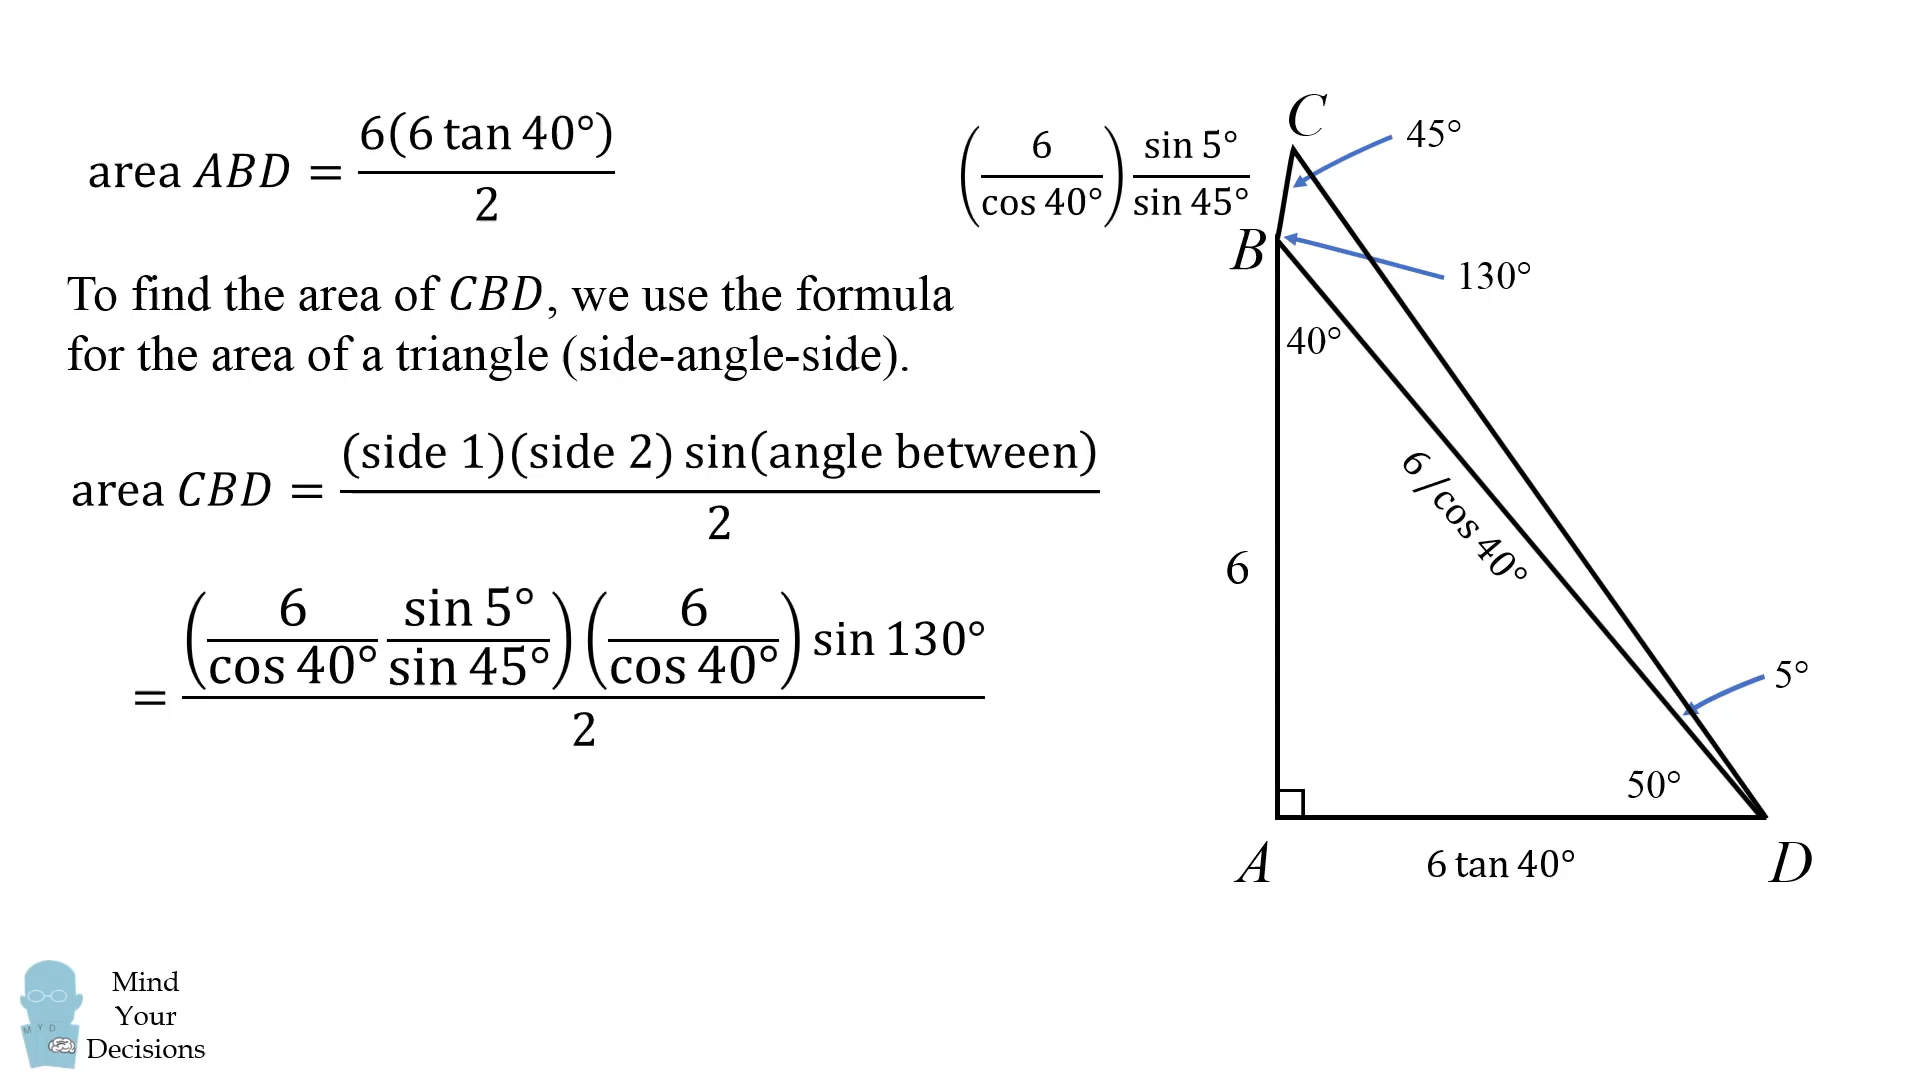 area ABD = 6(6 tan 40°) / 2
To find the area of CBD, we use the formula
for the area of a triangle (side-angle-side).
area CBD = (side 1)(side 2) sin(angle between) / 2
= (6 / cos 40° sin 5° / sin 45°)(6 / cos 40°) sin 130° / 2
(6 / cos 40°) sin 5° / sin 45°
C
45°
B
130°
40°
6 /cos 40°
6
5°
50°
A
6 tan 40°
D
M Y D
Mind
Your
Decisions